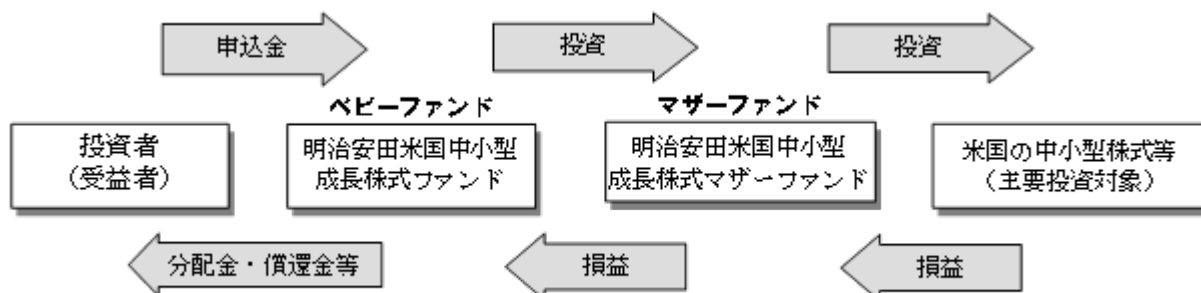 申込金
投資
投資
ベビーファンド
マザーファンド
投資者
（受益者）
明治安田米国中小型
成長株式ファンド
明治安田米国中小型
成長株式マザーファンド
米国の中小型株式等
（主要投資対象）
分配金・償還金等
損益
損益